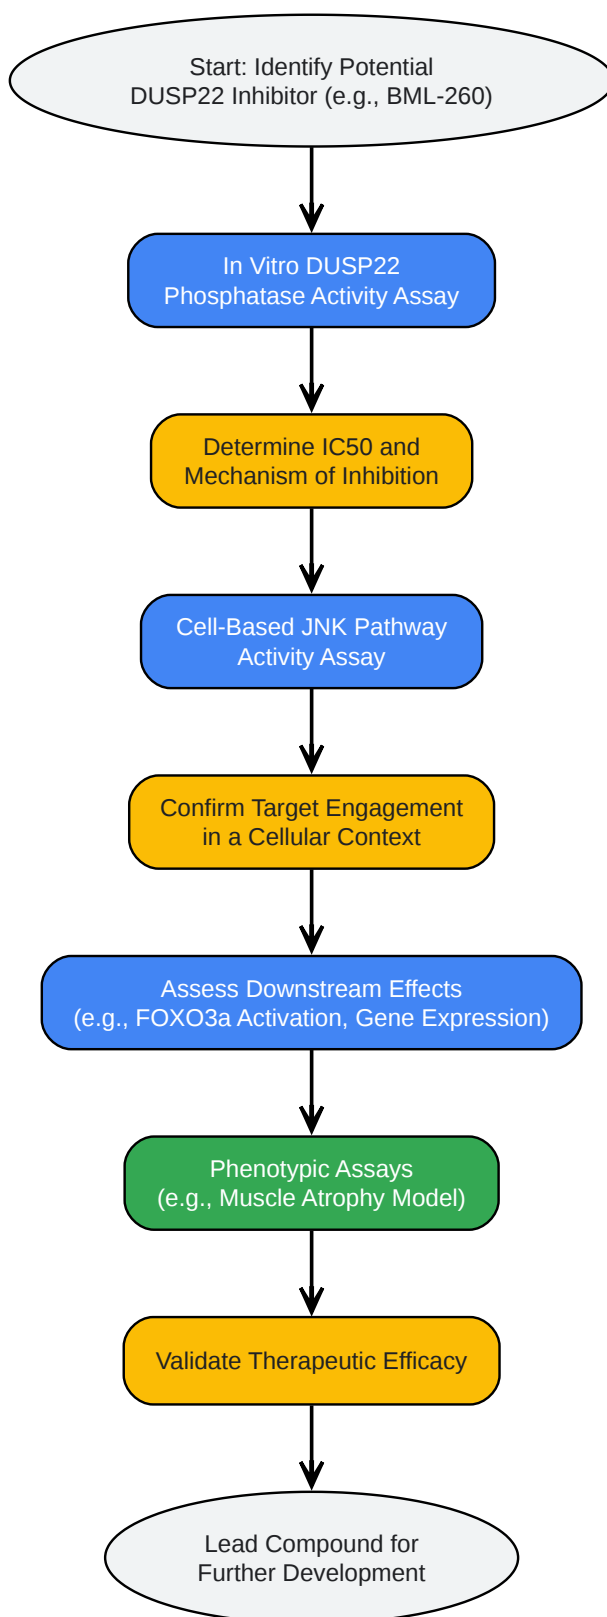 Start: Identify Potential
DUSP22 Inhibitor (e.g., BML-260)
In Vitro DUSP22
Phosphatase Activity Assay
Determine IC50 and
Mechanism of Inhibition
Cell-Based JNK Pathway
Activity Assay
Confirm Target Engagement
in a Cellular Context
Assess Downstream Effects
(e.g., FOXO3a Activation, Gene Expression)
Phenotypic Assays
(e.g., Muscle Atrophy Model)
Validate Therapeutic Efficacy
Lead Compound for
Further Development